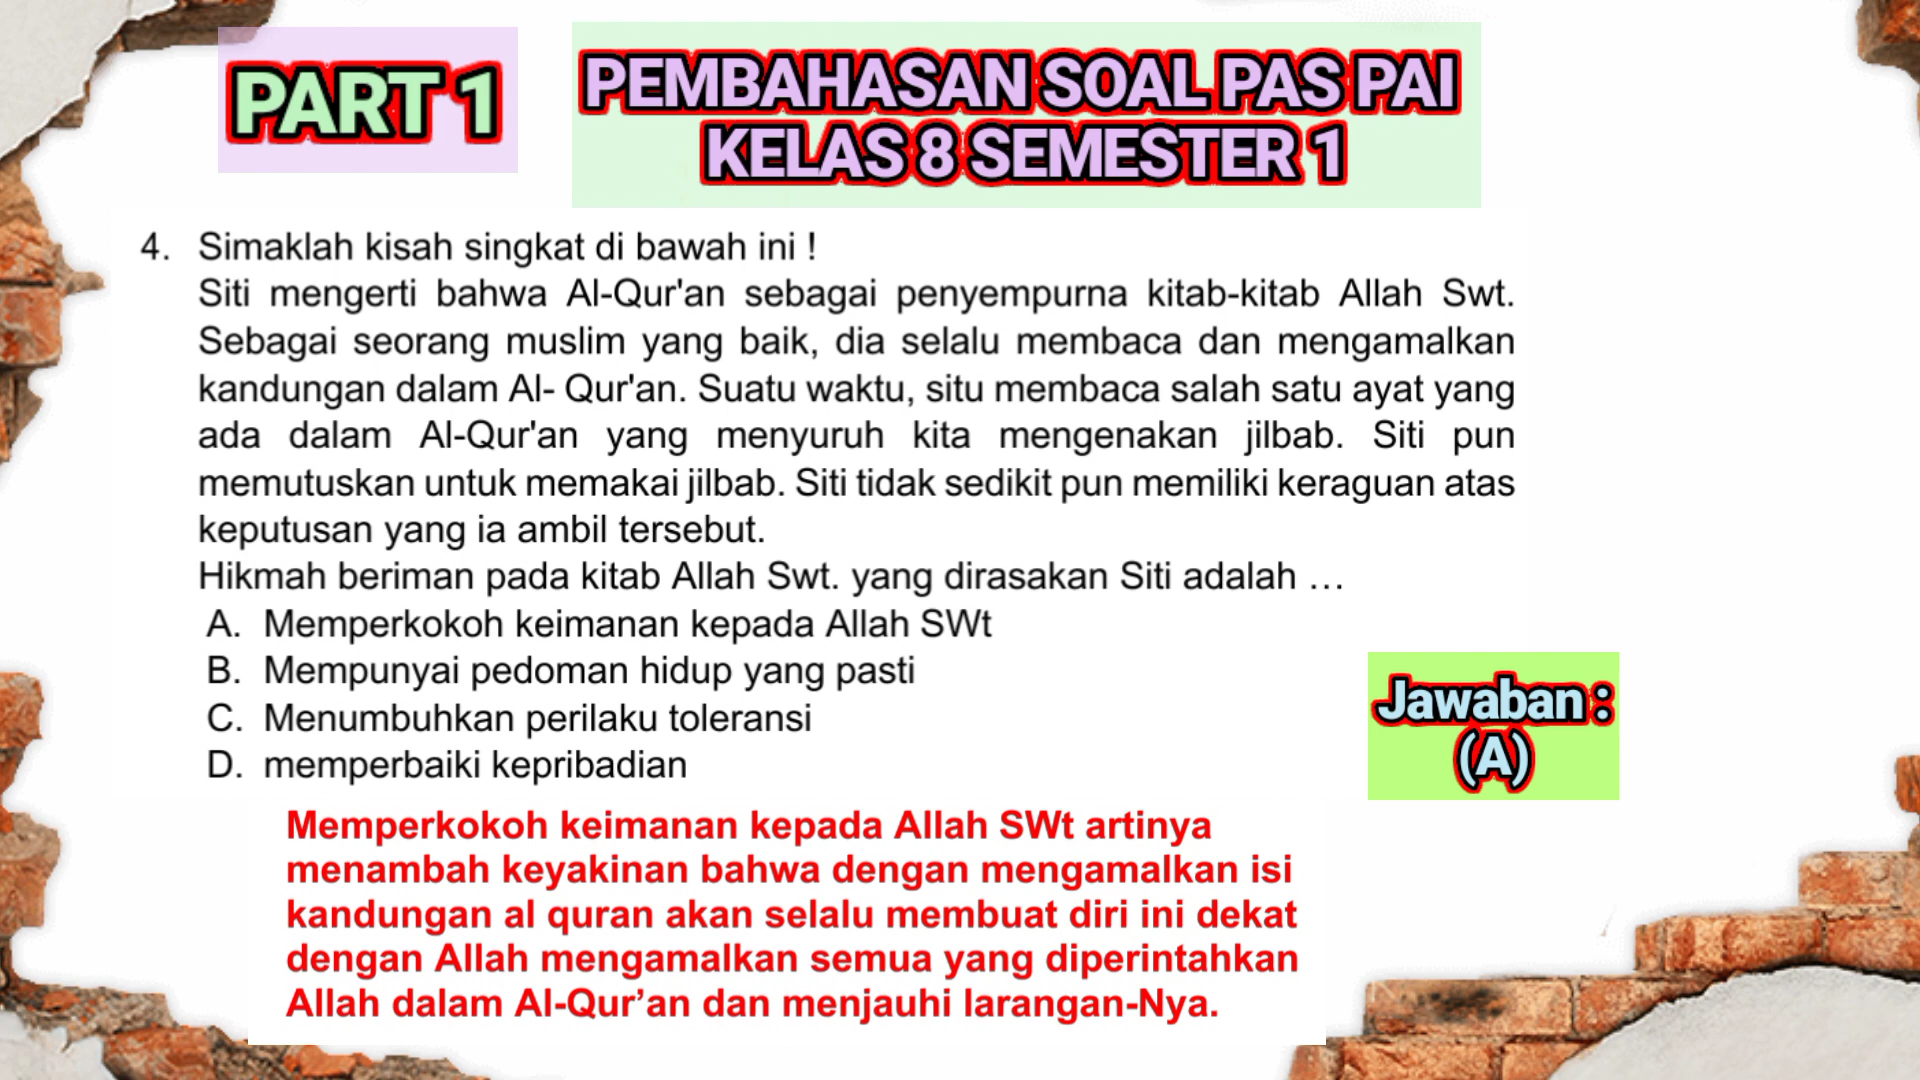 PART 1
PEMBAHASAN SOAL PAS PAI
KELAS 8 SEMESTER 1
4. Simaklah kisah singkat di bawah ini !
Siti mengerti bahwa Al-Qur'an sebagai penyempurna kitab-kitab Allah Swt.
Sebagai seorang muslim yang baik, dia selalu membaca dan mengamalkan
kandungan dalam Al- Qur'an. Suatu waktu, situ membaca salah satu ayat yang
ada dalam Al-Qur'an yang menyuruh kita mengenakan jilbab. Siti pun
memutuskan untuk memakai jilbab. Siti tidak sedikit pun memiliki keraguan atas
keputusan yang ia ambil tersebut.
Hikmah beriman pada kitab Allah Swt. yang dirasakan Siti adalah …
A. Memperkokoh keimanan kepada Allah SWt
B. Mempunyai pedoman hidup yang pasti
C. Menumbuhkan perilaku toleransi
D. memperbaiki kepribadian
Jawaban :
(A)
Memperkokoh keimanan kepada Allah SWt artinya
menambah keyakinan bahwa dengan mengamalkan isi
kandungan al quran akan selalu membuat diri ini dekat
dengan Allah mengamalkan semua yang diperintahkan
Allah dalam Al-Qur’an dan menjauhi larangan-Nya.